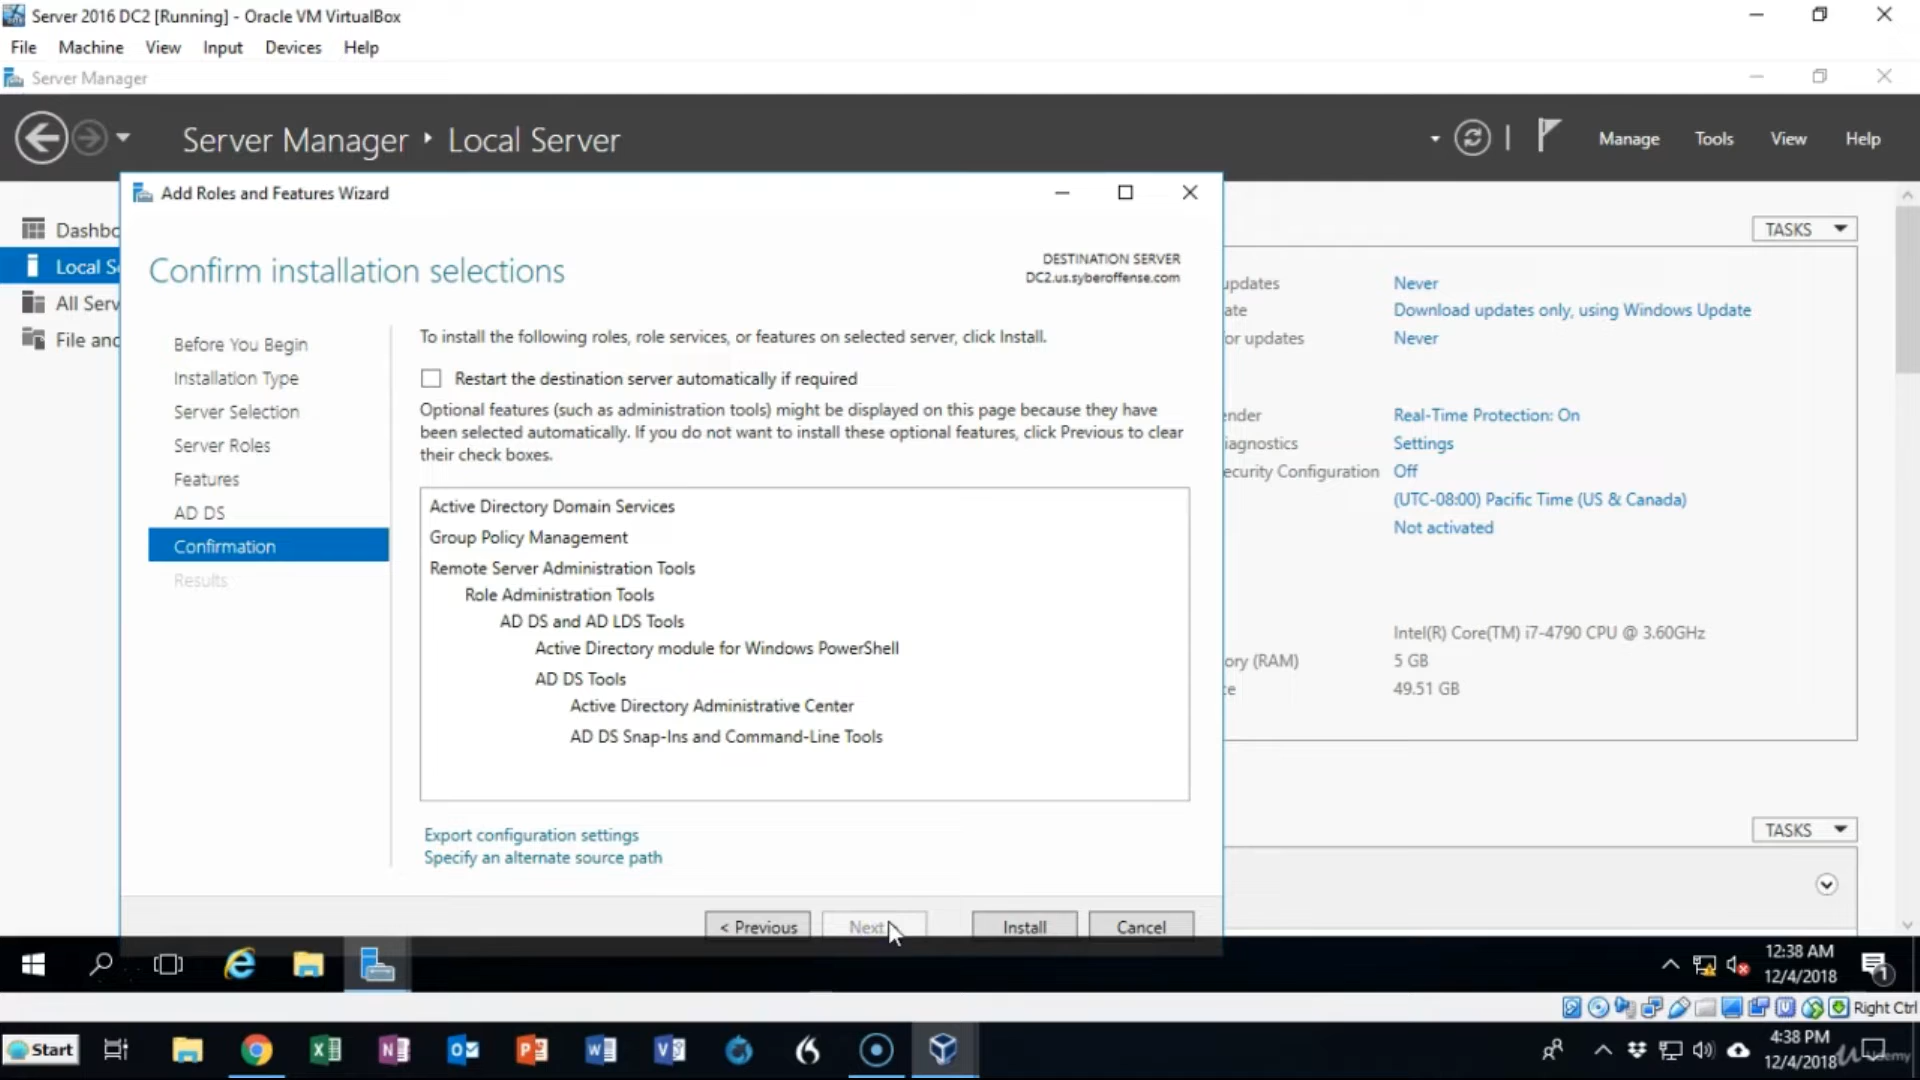 Server 2016 DC2 [Running] - Oracle VM VirtualBox
File Machine View Input Devices Help
Server Manager
Server Manager ‣ Local Server
Manage Tools View Help
Add Roles and Features Wizard
Dashbo
Local S
All Serv
File and
Confirm installation selections
DESTINATION SERVER
DC2.us.syberoffense.com
Before You Begin
Installation Type
Server Selection
Server Roles
Features
AD DS
Confirmation
Results
To install the following roles, role services, or features on selected server, click Install.
Restart the destination server automatically if required
Optional features (such as administration tools) might be displayed on this page because they have
been selected automatically. If you do not want to install these optional features, click Previous to clear
their check boxes.
Active Directory Domain Services
Group Policy Management
Remote Server Administration Tools
Role Administration Tools
AD DS and AD LDS Tools
Active Directory module for Windows PowerShell
AD DS Tools
Active Directory Administrative Center
AD DS Snap-Ins and Command-Line Tools
Export configuration settings
Specify an alternate source path
< Previous Next Install Cancel
TASKS
updates Never
ate Download updates only, using Windows Update
or updates Never
ender Real-Time Protection: On
iagnostics Settings
ecurity Configuration Off
(UTC-08:00) Pacific Time (US & Canada)
Not activated
Intel(R) Core(TM) i7-4790 CPU @ 3.60GHz
ory (RAM) 5 GB
ce 49.51 GB
TASKS
12:38 AM
12/4/2018
1
Right Ctrl
Start
4:38 PM
12/4/2018
Udemy